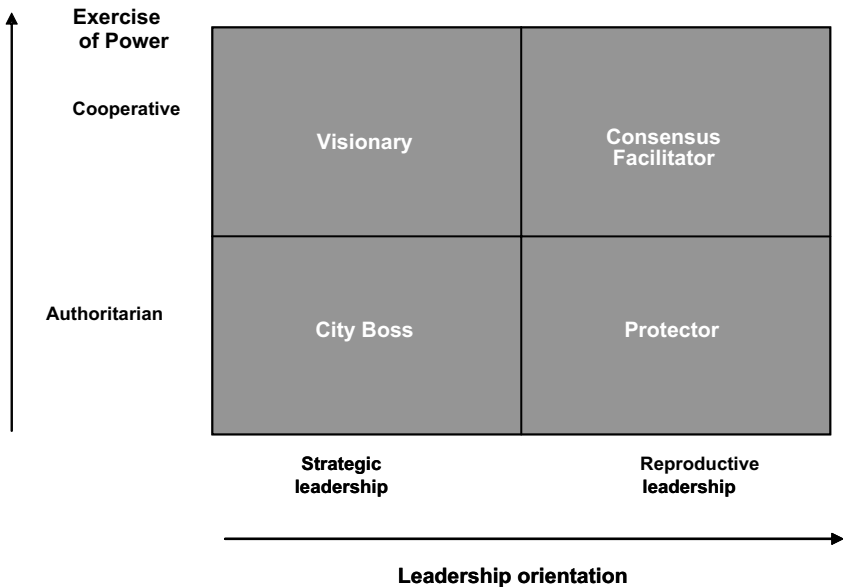 Exercise
of Power
Cooperative
Visionary
Consensus
Facilitator
Authoritarian
City Boss
Protector
Strategic
leadership
Reproductive
leadership
Leadership orientation